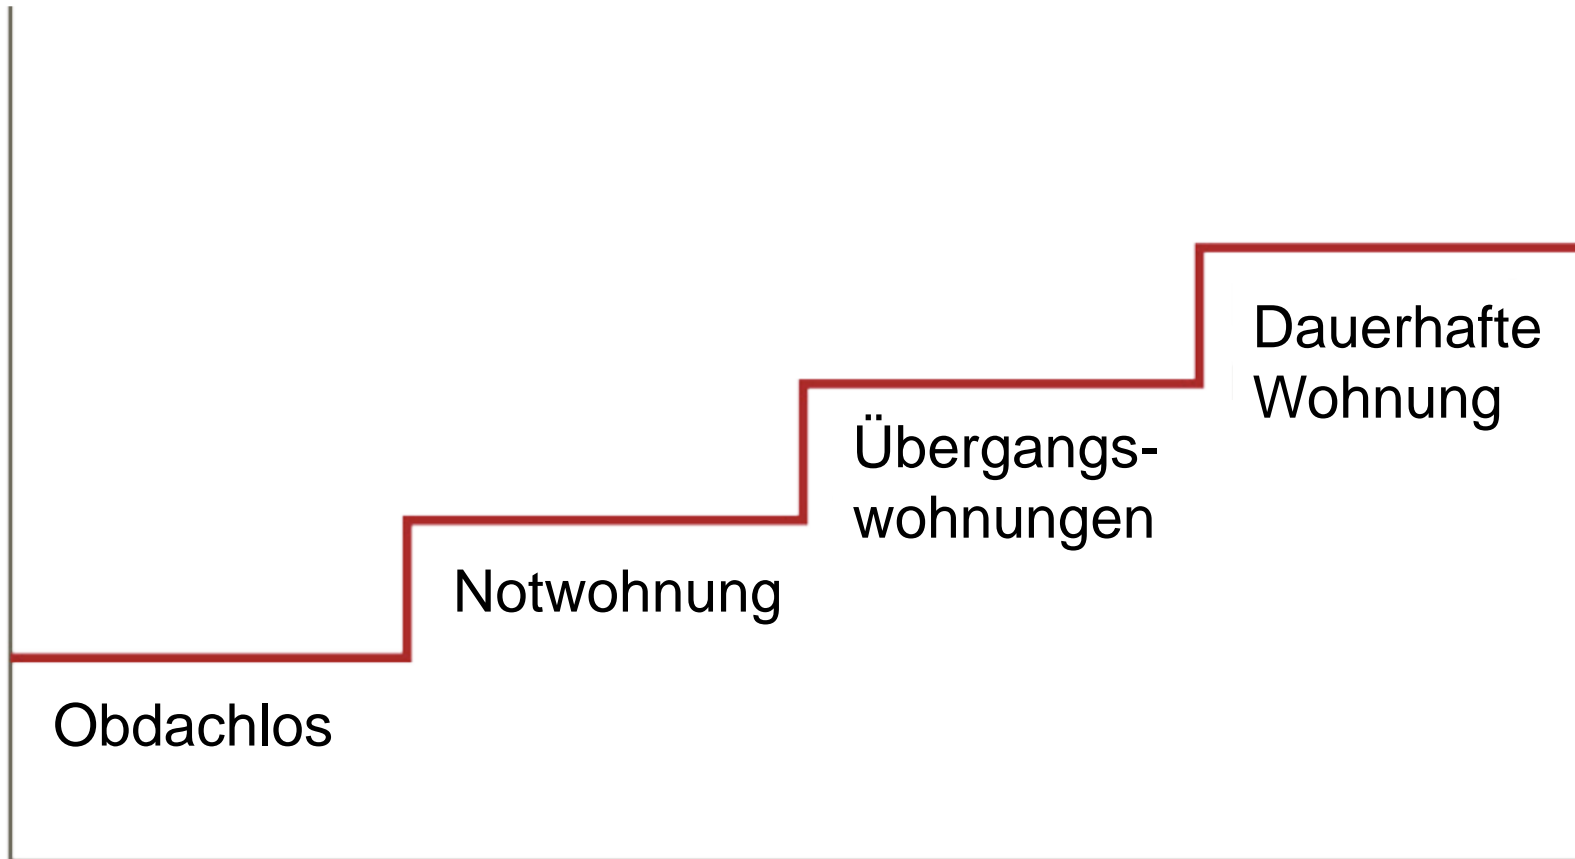 Dauerhafte
Wohnung
Übergangs-
wohnungen
Notwohnung
Obdachlos